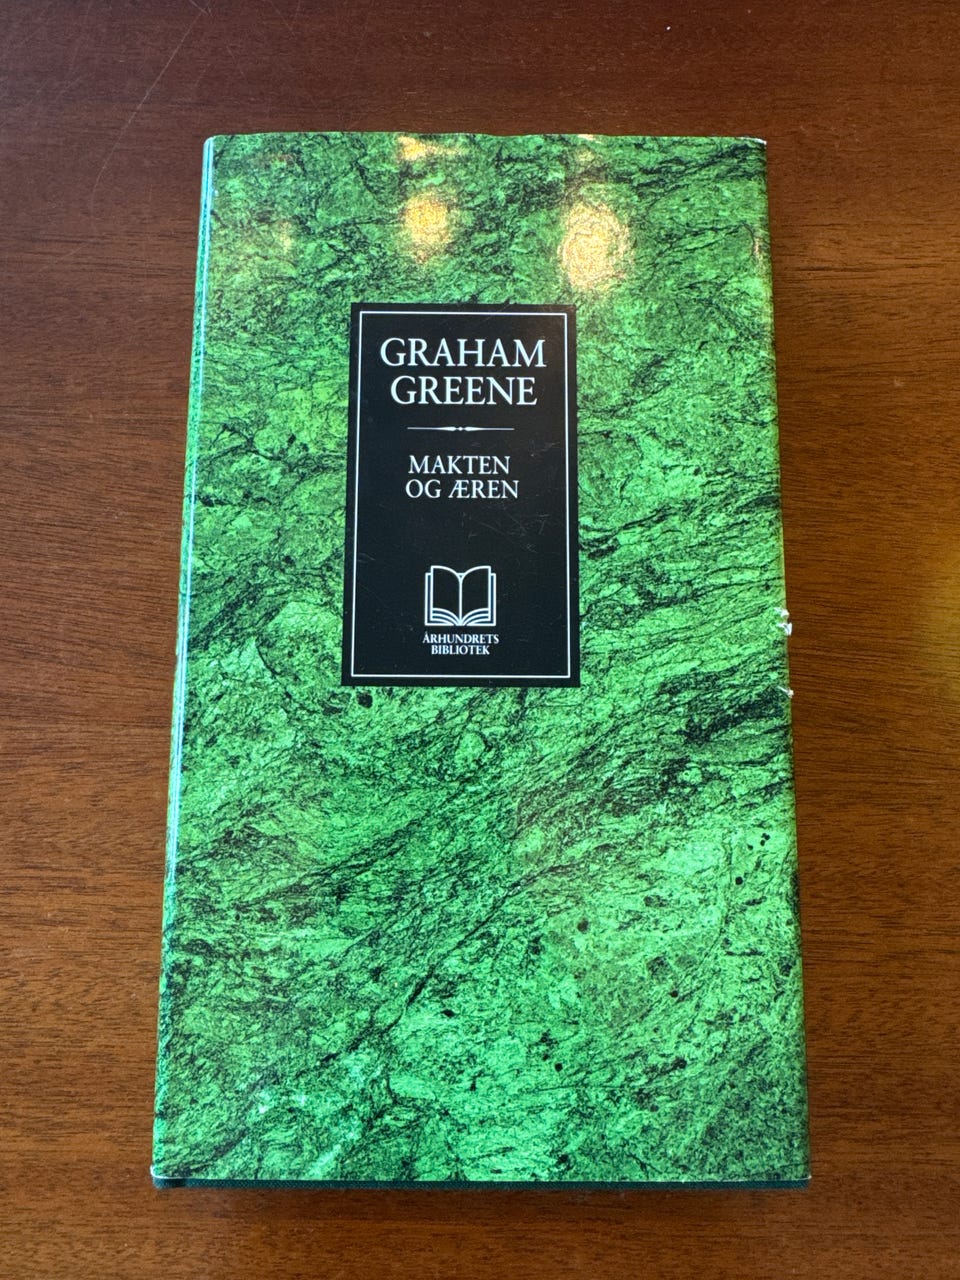 GRAHAM
GREENE
MAKTEN
OG ÆREN
ÅRHUNDRETS
BIBLIOTEK